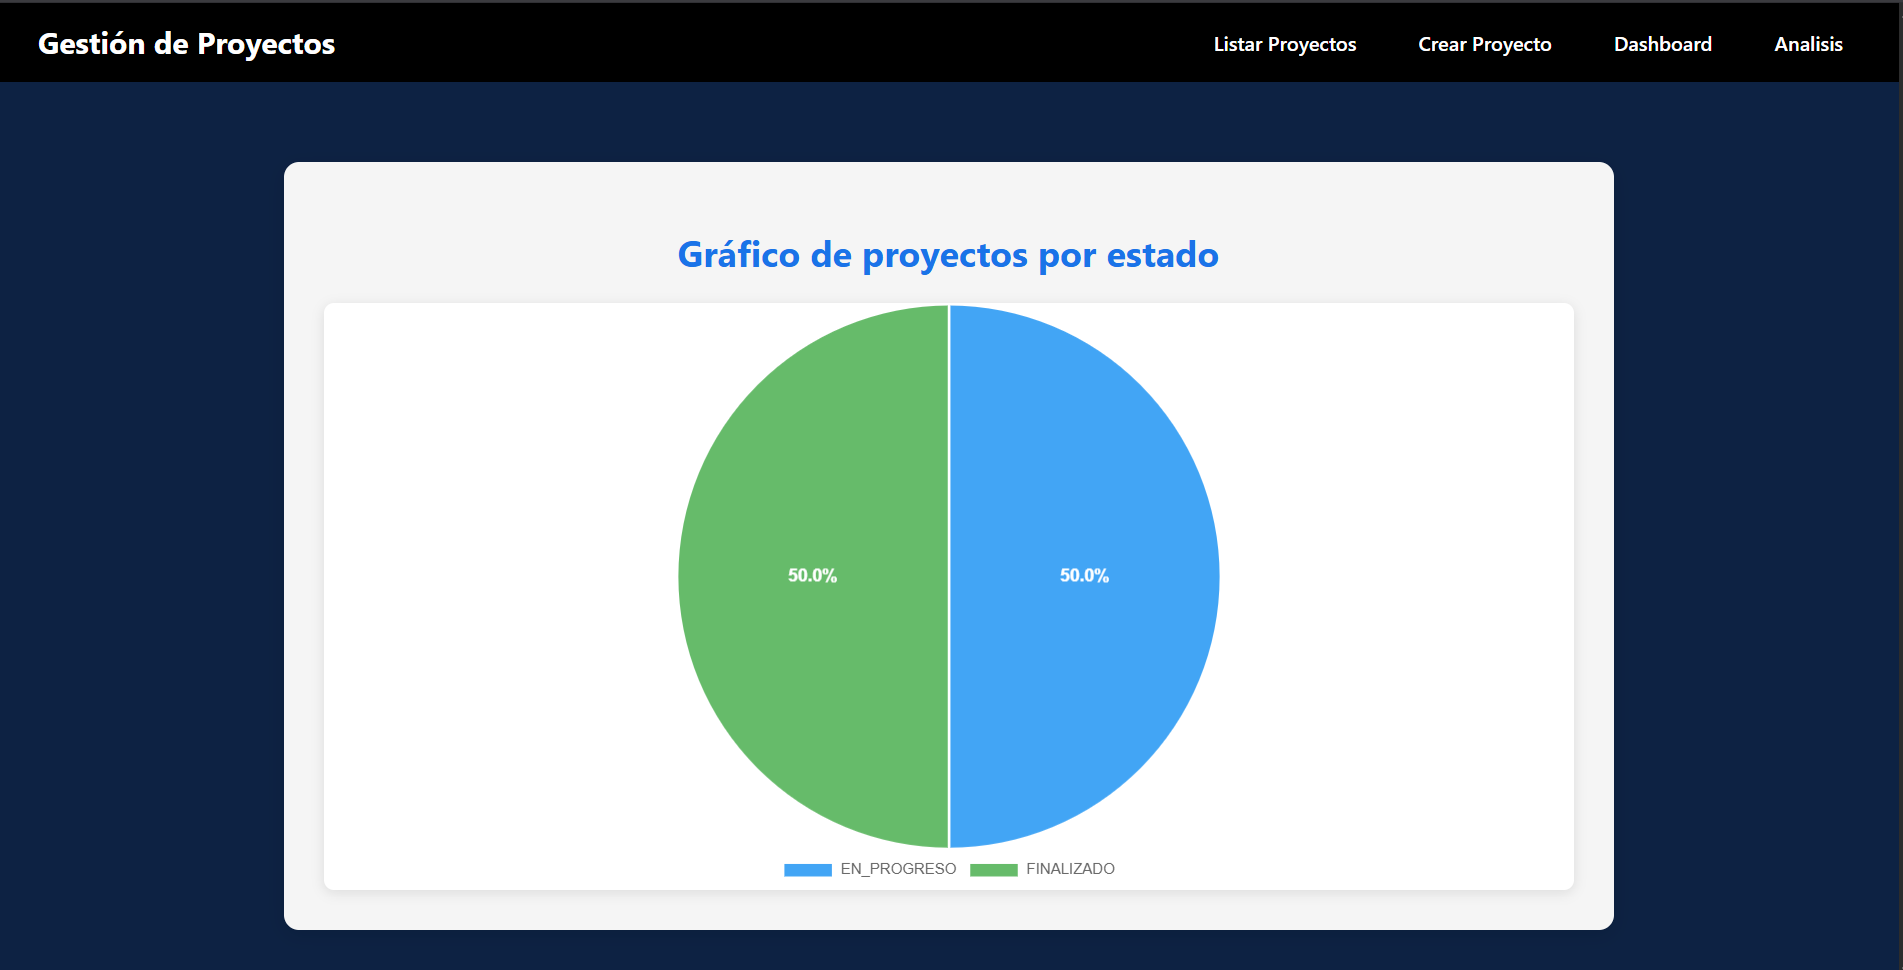 Gestión de Proyectos
Listar Proyectos
Crear Proyecto
Dashboard
Analisis
Gráfico de proyectos por estado
50.0%
50.0%
EN_PROGRESO
FINALIZADO